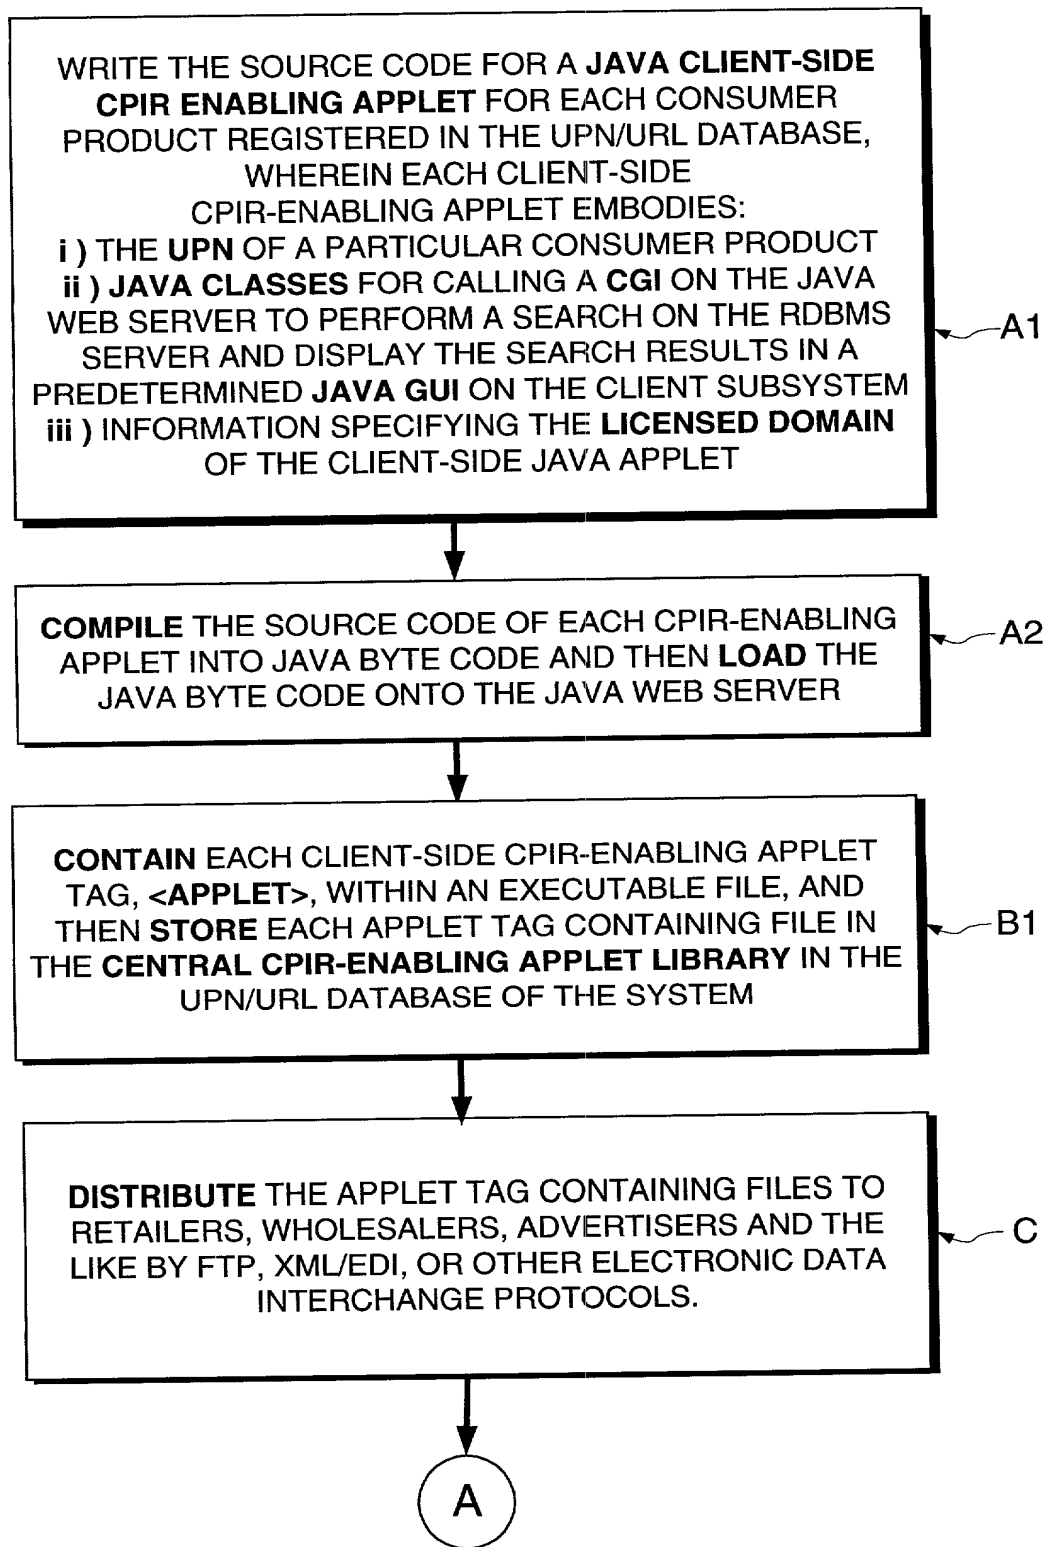 WRITE THE SOURCE CODE FOR A JAVA CLIENT-SIDE
CPIR ENABLING APPLET FOR EACH CONSUMER
PRODUCT REGISTERED IN THE UPN/URL DATABASE,
WHEREIN EACH CLIENT-SIDE
CPIR-ENABLING APPLET EMBODIES:
i ) THE UPN OF A PARTICULAR CONSUMER PRODUCT
ii ) JAVA CLASSES FOR CALLING A CGI ON THE JAVA
WEB SERVER TO PERFORM A SEARCH ON THE RDBMS
SERVER AND DISPLAY THE SEARCH RESULTS IN A
PREDETERMINED JAVA GUI ON THE CLIENT SUBSYSTEM
iii ) INFORMATION SPECIFYING THE LICENSED DOMAIN
OF THE CLIENT-SIDE JAVA APPLET
A1
COMPILE THE SOURCE CODE OF EACH CPIR-ENABLING
APPLET INTO JAVA BYTE CODE AND THEN LOAD THE
JAVA BYTE CODE ONTO THE JAVA WEB SERVER
A2
CONTAIN EACH CLIENT-SIDE CPIR-ENABLING APPLET
TAG, <APPLET>, WITHIN AN EXECUTABLE FILE, AND
THEN STORE EACH APPLET TAG CONTAINING FILE IN
THE CENTRAL CPIR-ENABLING APPLET LIBRARY IN THE
UPN/URL DATABASE OF THE SYSTEM
B1
DISTRIBUTE THE APPLET TAG CONTAINING FILES TO
RETAILERS, WHOLESALERS, ADVERTISERS AND THE
LIKE BY FTP, XML/EDI, OR OTHER ELECTRONIC DATA
INTERCHANGE PROTOCOLS.
C
A